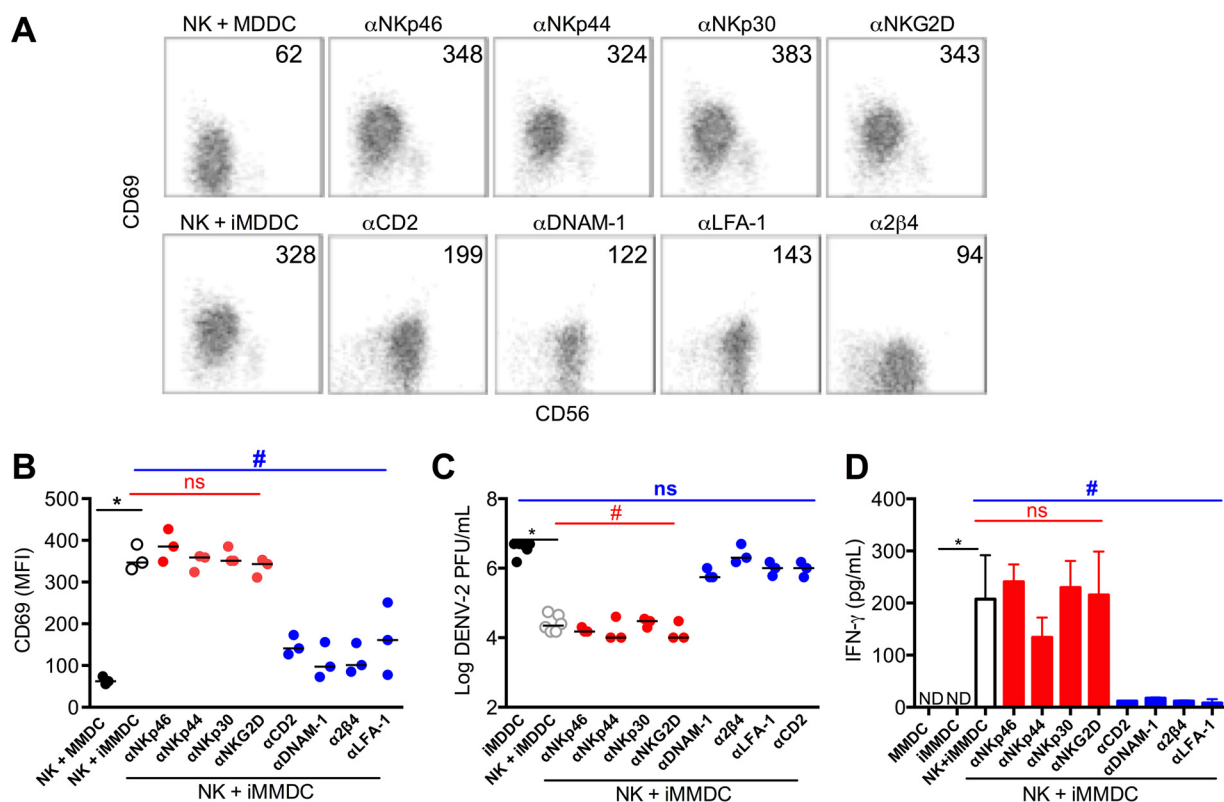 A
NK + MDDC αNKp46 αNKp44 αNKp30 αNKG2D
62 348 324 383 343
CD69
NK + iMDDC αCD2 αDNAM-1 αLFA-1 α2β4
328 199 122 143 94
CD56
B
#
ns
*
500
400
300
200
100
0
CD69 (MFI)
NK + MMDC
NK + iMMDC
αNKp46
αNKp44
αNKp30
αNKG2D
αCD2
αDNAM-1
α2β4
αLFA-1
NK + iMMDC
C
ns
#
*
8
6
4
2
Log DENV-2 PFU/mL
iMDDC
NK + iMDDC
αNKp46
αNKp44
αNKp30
αNKG2D
αDNAM-1
α2β4
αLFA-1
αCD2
NK + iMMDC
D
#
ns
*
400
300
200
100
0
IFN-γ (pg/mL)
ND ND
MMDC
iMMDC
NK+iMMDC
αNKp46
αNKp44
αNKp30
αNKG2D
αCD2
αDNAM-1
α2β4
αLFA-1
NK + iMMDC